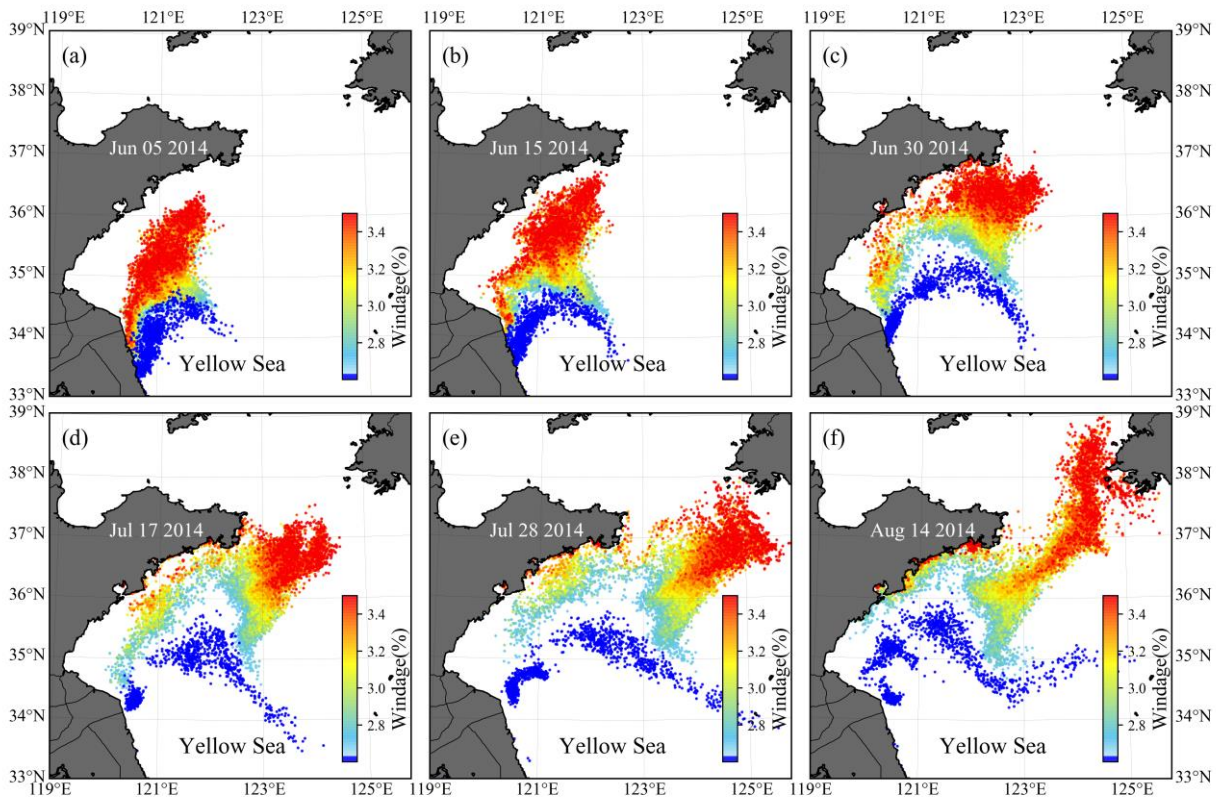 119°E 121°E 123°E 125°E 119°E 121°E 123°E 125°E 119°E 121°E 123°E 125°E
39°N (a) (b) (c) 39°N
38°N 38°N
37°N Jun 05 2014 Jun 15 2014 Jun 30 2014 37°N
36°N 36°N
35°N 35°N
34°N 34°N
33°N 33°N
3.4 3.2 3.0 2.8 Windage(%)
3.4 3.2 3.0 2.8 Windage(%)
3.4 3.2 3.0 2.8 Windage(%)
Yellow Sea Yellow Sea Yellow Sea
39°N (d) (e) (f) 39°N
38°N 38°N
37°N Jul 17 2014 Jul 28 2014 Aug 14 2014 37°N
36°N 36°N
35°N 35°N
34°N 34°N
33°N 33°N
3.4 3.2 3.0 2.8 Windage(%)
3.4 3.2 3.0 2.8 Windage(%)
3.4 3.2 3.0 2.8 Windage(%)
Yellow Sea Yellow Sea Yellow Sea
119°E 121°E 123°E 125°E 119°E 121°E 123°E 125°E 119°E 121°E 123°E 125°E